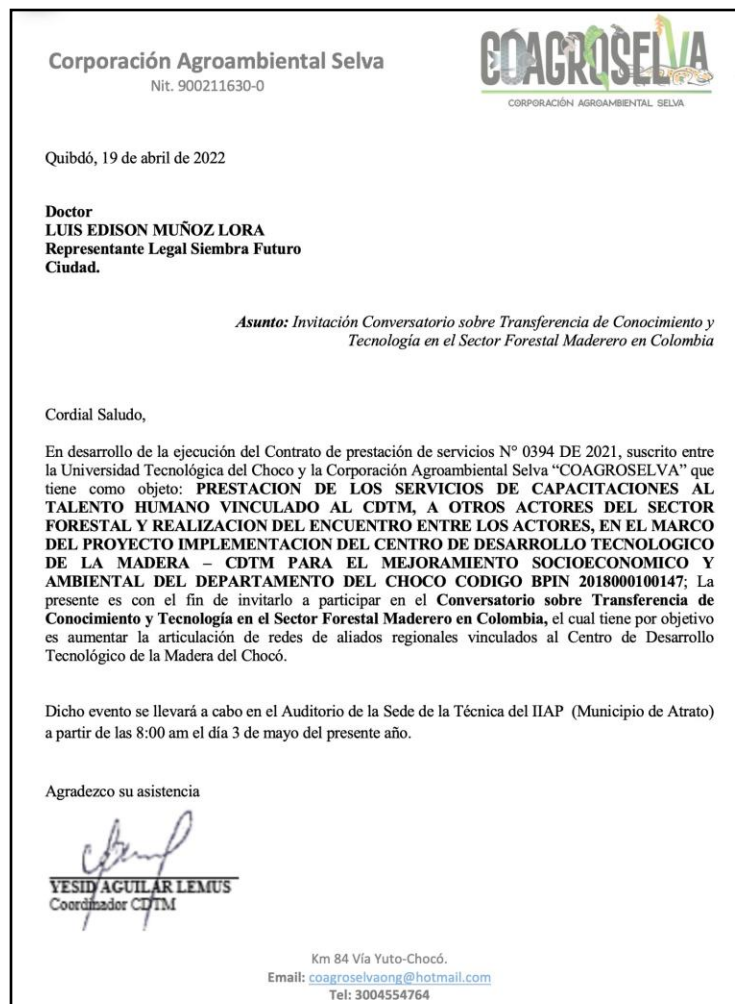 Corporación Agroambiental Selva
Nit. 900211630-0
COAGROSELVA
CORPORACIÓN AGROAMBIENTAL SELVA
Quibdó, 19 de abril de 2022
Doctor
LUIS EDISON MUÑOZ LORA
Representante Legal Siembra Futuro
Ciudad.
Asunto: Invitación Conversatorio sobre Transferencia de Conocimiento y
Tecnología en el Sector Forestal Maderero en Colombia
Cordial Saludo,
En desarrollo de la ejecución del Contrato de prestación de servicios N° 0394 DE 2021, suscrito entre
la Universidad Tecnológica del Choco y la Corporación Agroambiental Selva “COAGROSELVA” que
tiene como objeto: PRESTACION DE LOS SERVICIOS DE CAPACITACIONES AL
TALENTO HUMANO VINCULADO AL CDTM, A OTROS ACTORES DEL SECTOR
FORESTAL Y REALIZACION DEL ENCUENTRO ENTRE LOS ACTORES, EN EL MARCO
DEL PROYECTO IMPLEMENTACION DEL CENTRO DE DESARROLLO TECNOLOGICO
DE LA MADERA – CDTM PARA EL MEJORAMIENTO SOCIOECONOMICO Y
AMBIENTAL DEL DEPARTAMENTO DEL CHOCO CODIGO BPIN 2018000100147; La
presente es con el fin de invitarlo a participar en el Conversatorio sobre Transferencia de
Conocimiento y Tecnología en el Sector Forestal Maderero en Colombia, el cual tiene por objetivo
es aumentar la articulación de redes de aliados regionales vinculados al Centro de Desarrollo
Tecnológico de la Madera del Chocó.
Dicho evento se llevará a cabo en el Auditorio de la Sede de la Técnica del IIAP (Municipio de Atrato)
a partir de las 8:00 am el día 3 de mayo del presente año.
Agradezco su asistencia
YESID AGUILAR LEMUS
Coordinador CDTM
Km 84 Vía Yuto-Chocó.
Email: coagroselvaong@hotmail.com
Tel: 3004554764